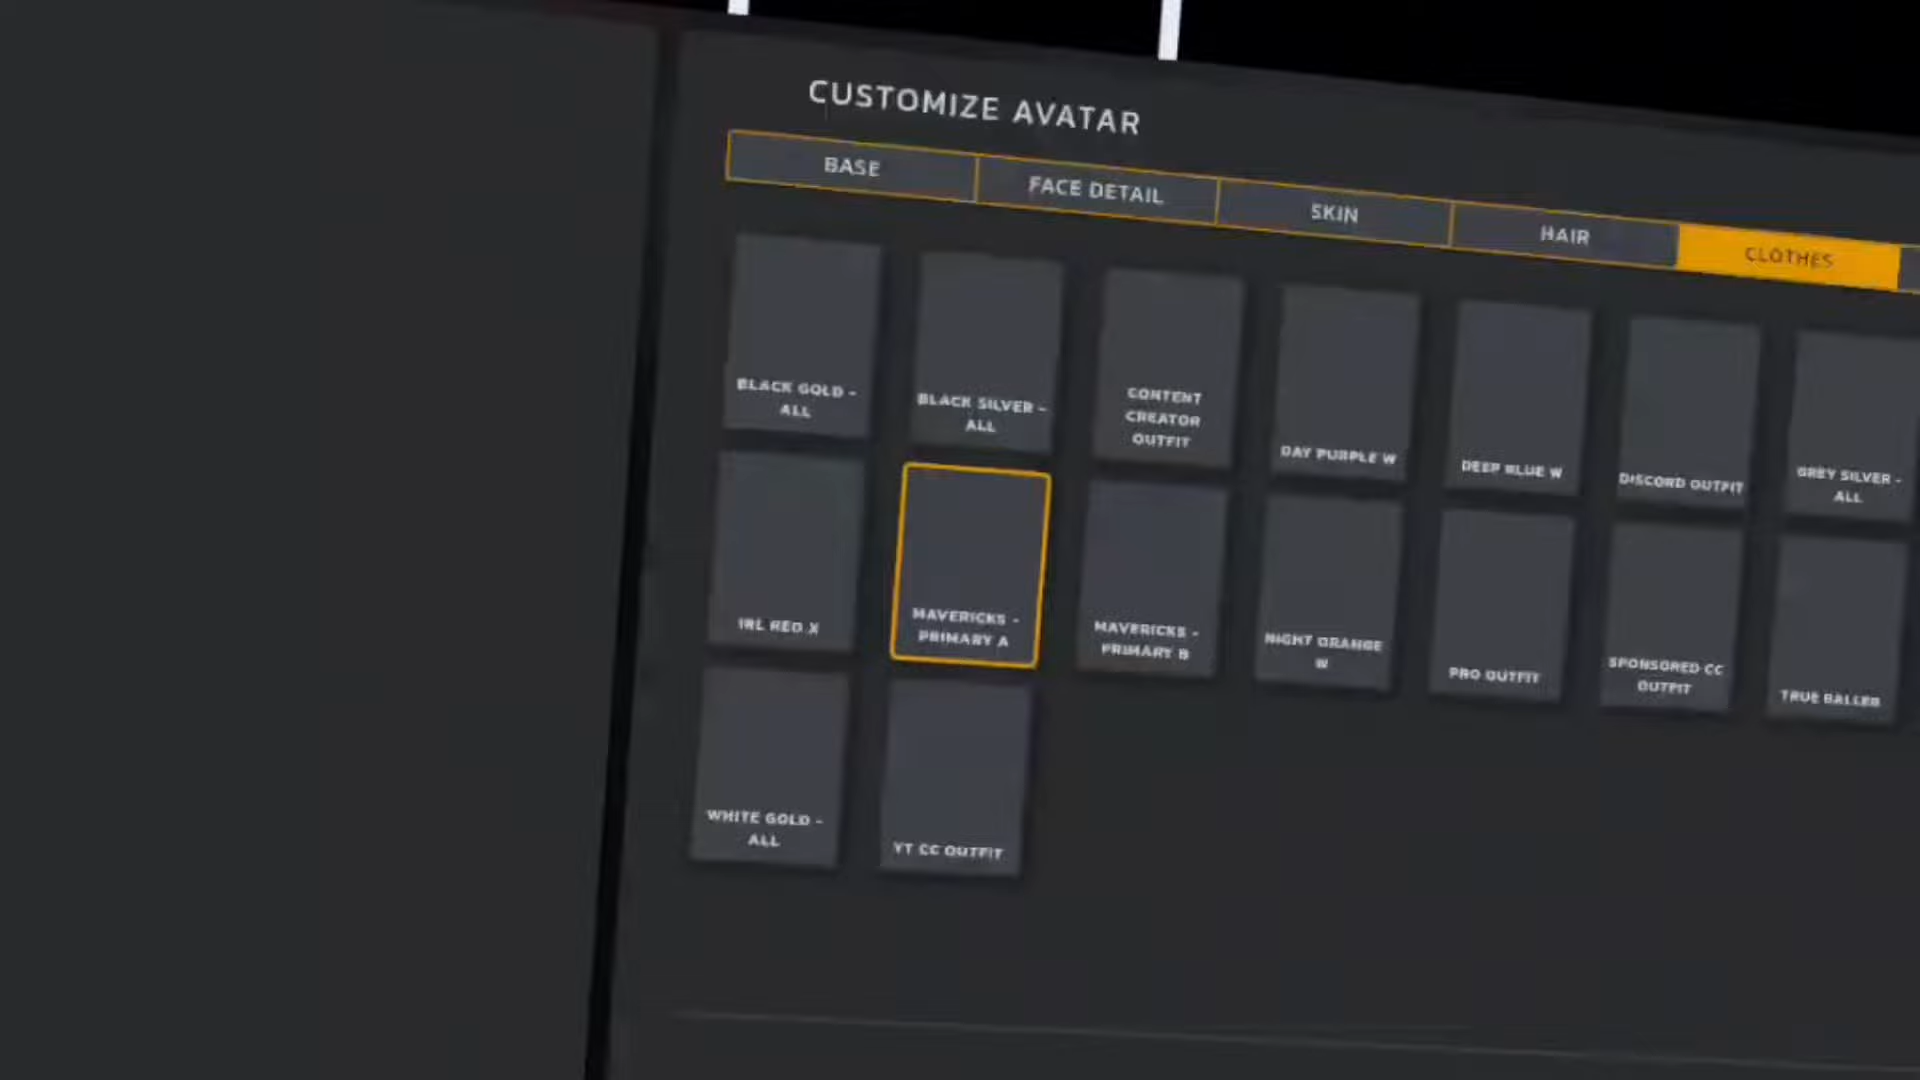 CUSTOMIZE AVATAR
BASE
FACE DETAIL
SKIN
HAIR
CLOTHES
BLACK GOLD -
ALL
BLACK SILVER -
ALL
CONTENT
CREATOR
OUTFIT
DAY PURPLE W
DEEP BLUE W
DISCORD OUTFIT
GREY SILVER -
ALL
IRL RED X
MAVERICKS -
PRIMARY A
MAVERICKS -
PRIMARY B
NIGHT ORANGE
W
PRO OUTFIT
SPONSORED CC
OUTFIT
TRUE BALLER
WHITE GOLD -
ALL
YT CC OUTFIT